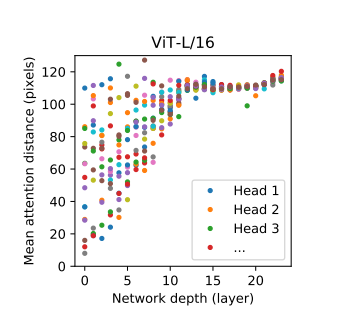 ViT-L/16
Mean attention distance (pixels)
120
100
80
60
40
20
0
Head 1
Head 2
Head 3
...
0 5 10 15 20
Network depth (layer)